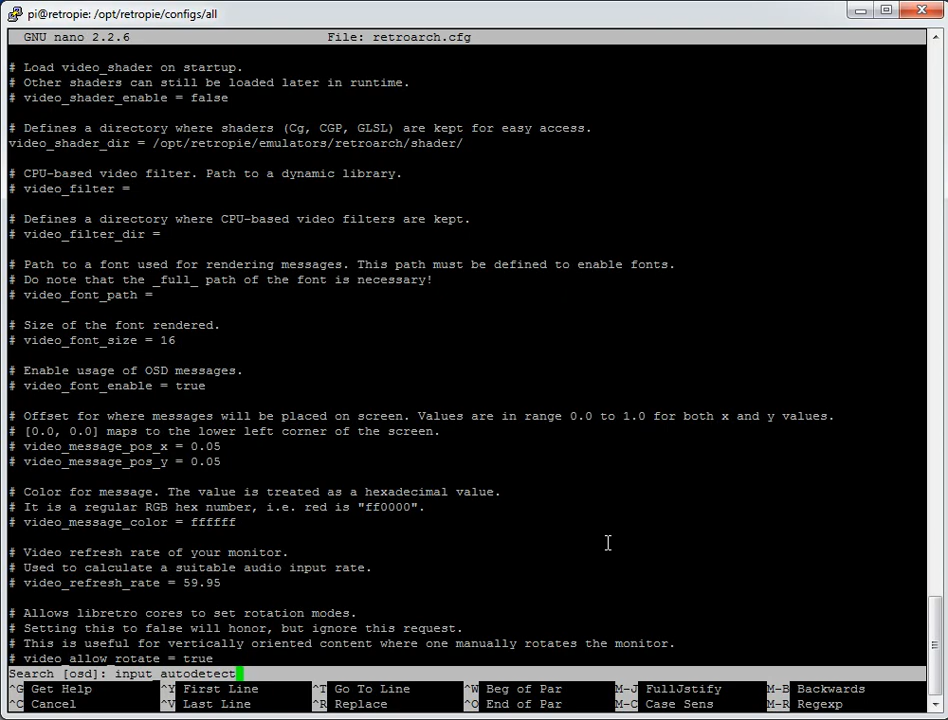 pi@retropie: /opt/retropie/configs/all
GNU nano 2.2.6 File: retroarch.cfg
# Load video_shader on startup.
# Other shaders can still be loaded later in runtime.
# video_shader_enable = false
# Defines a directory where shaders (Cg, CGP, GLSL) are kept for easy access.
video_shader_dir = /opt/retropie/emulators/retroarch/shader/
# CPU-based video filter. Path to a dynamic library.
# video_filter =
# Defines a directory where CPU-based video filters are kept.
# video_filter_dir =
# Path to a font used for rendering messages. This path must be defined to enable fonts.
# Do note that the _full_ path of the font is necessary!
# video_font_path =
# Size of the font rendered.
# video_font_size = 16
# Enable usage of OSD messages.
# video_font_enable = true
# Offset for where messages will be placed on screen. Values are in range 0.0 to 1.0 for both x and y values.
# [0.0, 0.0] maps to the lower left corner of the screen.
# video_message_pos_x = 0.05
# video_message_pos_y = 0.05
# Color for message. The value is treated as a hexadecimal value.
# It is a regular RGB hex number, i.e. red is "ff0000".
# video_message_color = ffffff
# Video refresh rate of your monitor.
# Used to calculate a suitable audio input rate.
# video_refresh_rate = 59.95
# Allows libretro cores to set rotation modes.
# Setting this to false will honor, but ignore this request.
# This is useful for vertically oriented content where one manually rotates the monitor.
# video_allow_rotate = true
Search [osd]: input_autodetect
^G Get Help ^Y First Line ^T Go To Line ^W Beg of Par M-J FullJstify M-B Backwards
^C Cancel ^V Last Line ^R Replace ^O End of Par M-C Case Sens M-R Regexp